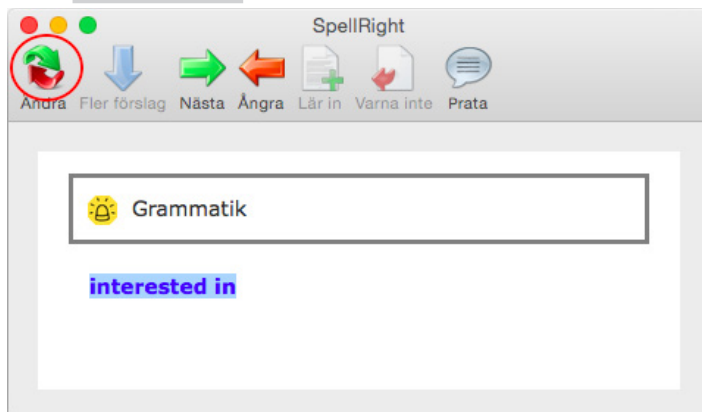 SpellRight
Ändra Fler förslag Nästa Ångra Lär in Varna inte Prata
Grammatik
interested in